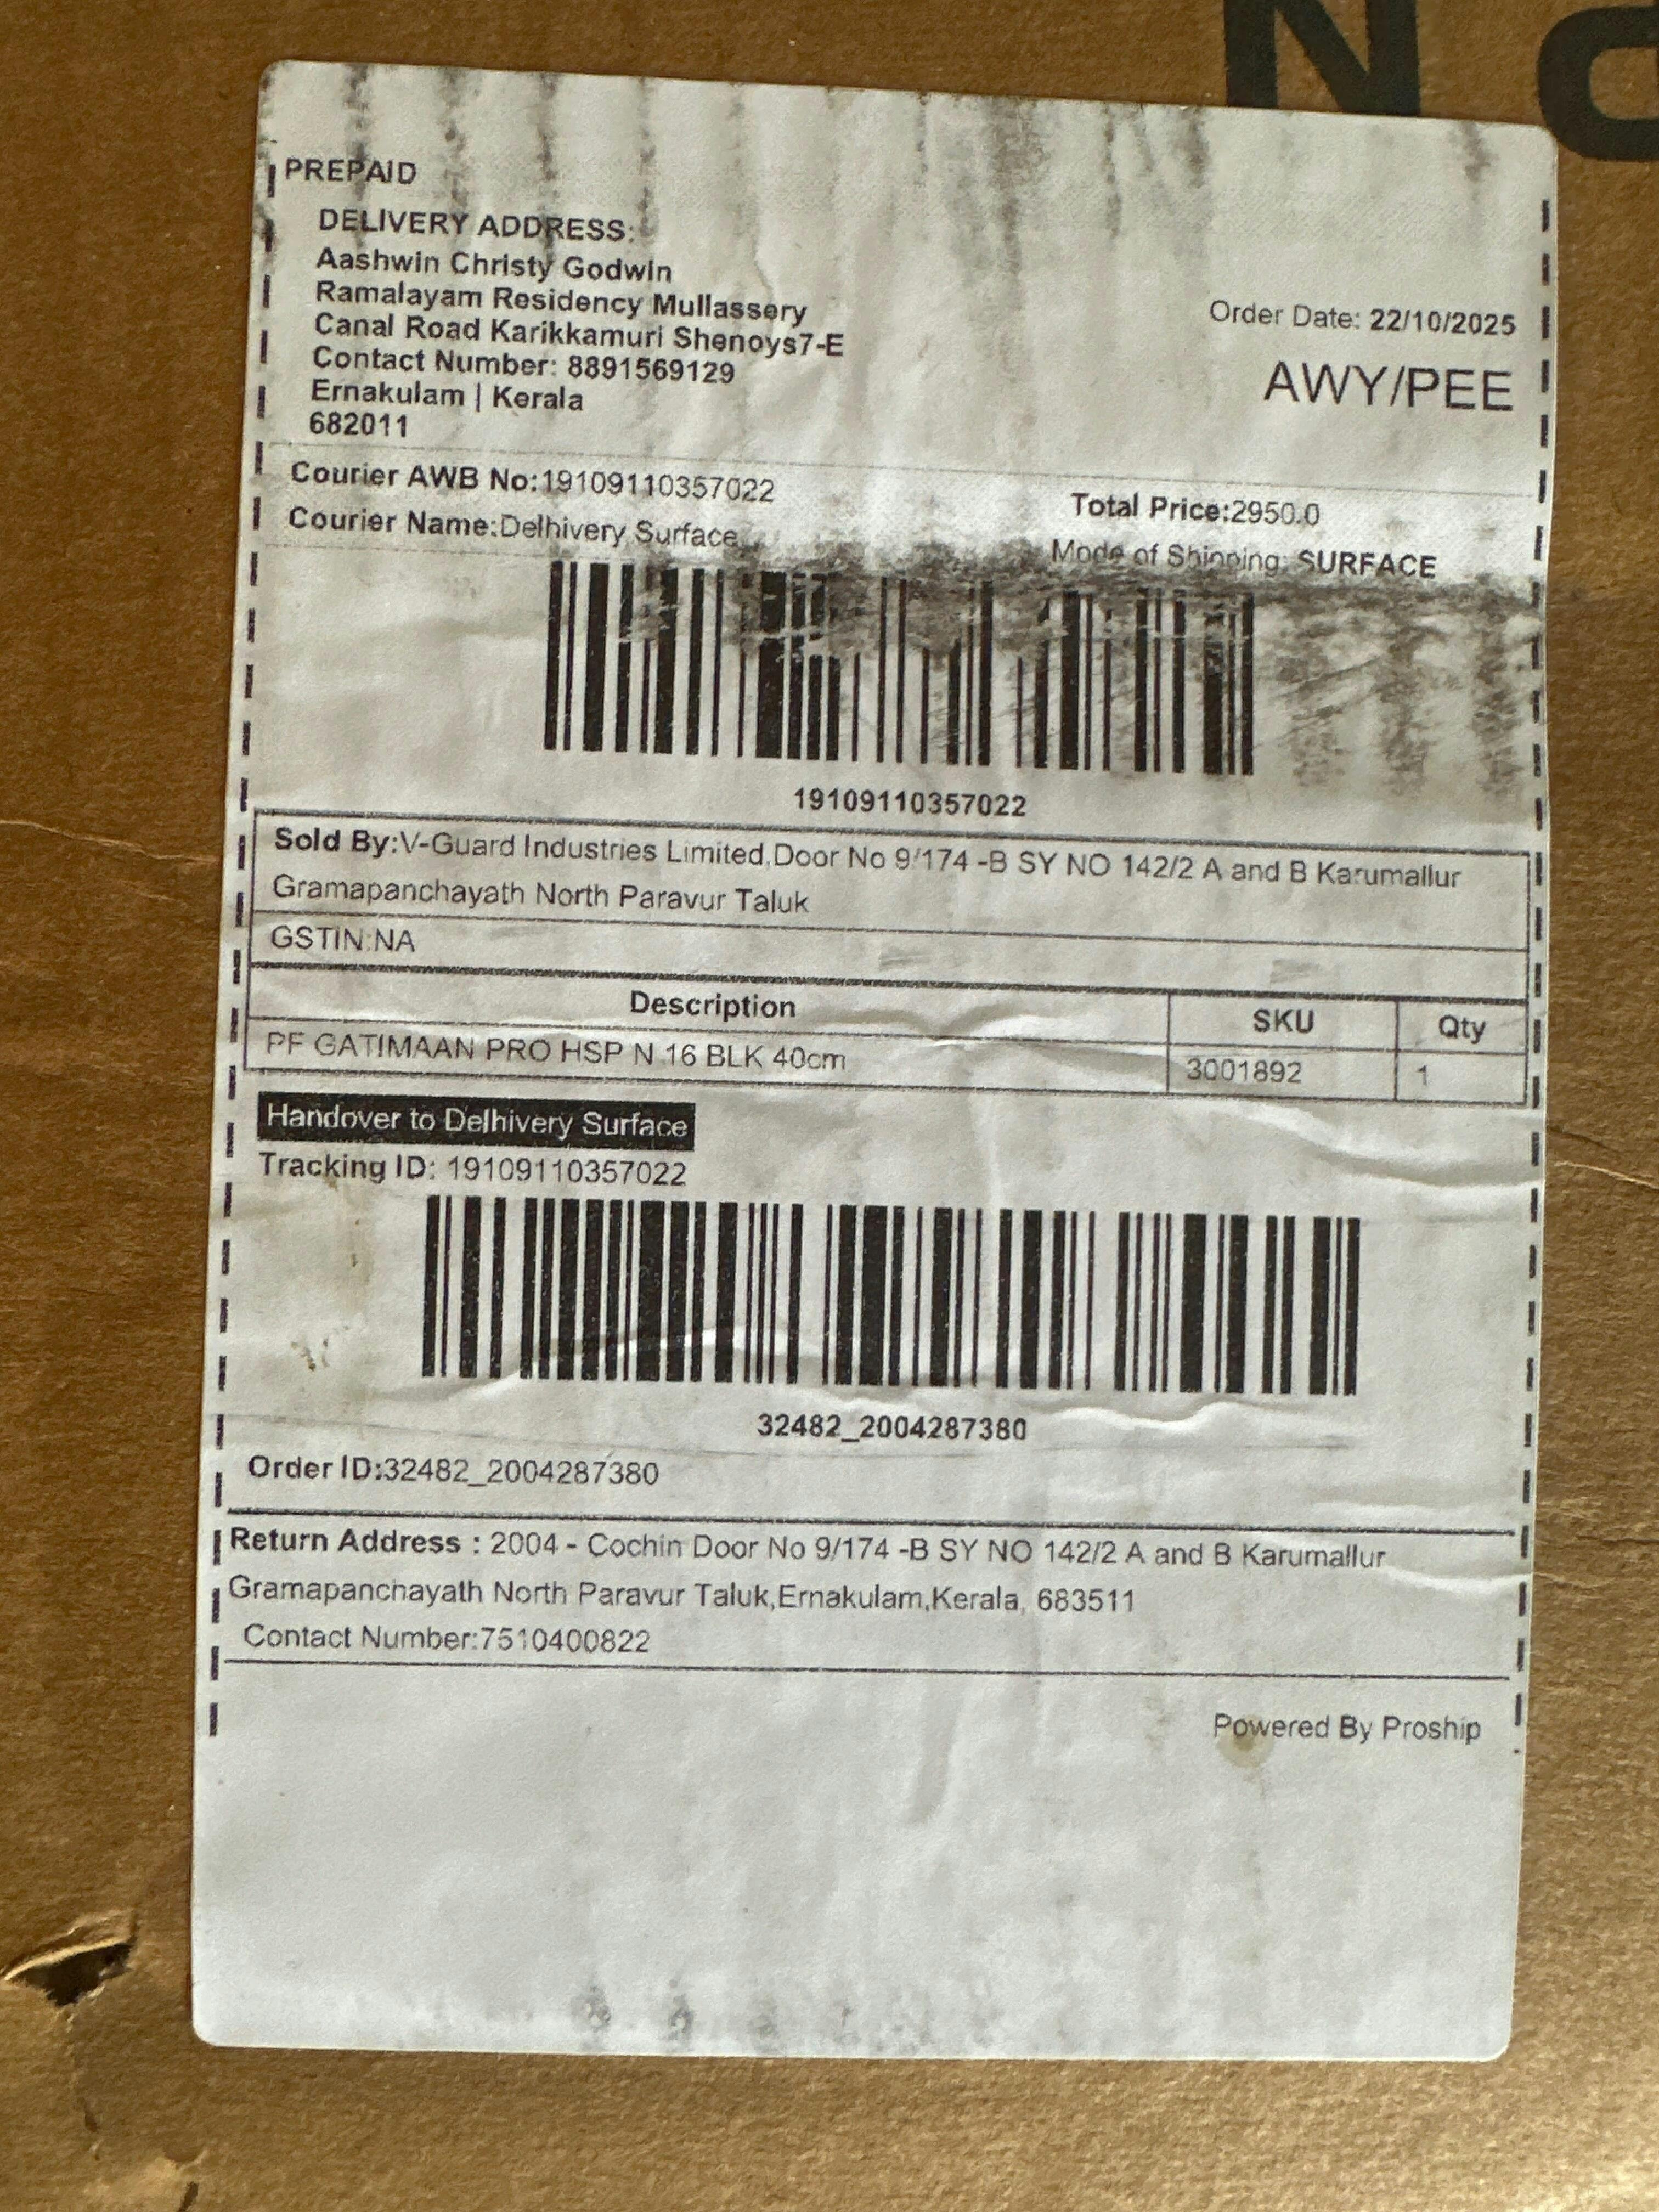 PREPAID
DELIVERY ADDRESS:
Aashwin Christy Godwin
Ramalayam Residency Mullassery
Canal Road Karikkamuri Shenoys7-E
Contact Number: 8891569129
Ernakulam | Kerala
682011
Order Date: 22/10/2025
AWY/PEE
Courier AWB No:19109110357022
Courier Name:Delhivery Surface
Total Price:2950.0
Mode of Shipping: SURFACE
19109110357022
Sold By:V-Guard Industries Limited,Door No 9/174 -B SY NO 142/2 A and B Karumallur
Gramapanchayath North Paravur Taluk
GSTIN:NA
Description SKU Qty
PF GATIMAAN PRO HSP N 16 BLK 40cm 3001892 1
Handover to Delhivery Surface
Tracking ID: 19109110357022
32482_2004287380
Order ID:32482_2004287380
Return Address : 2004 - Cochin Door No 9/174 -B SY NO 142/2 A and B Karumallur
Gramapanchayath North Paravur Taluk,Ernakulam,Kerala, 683511
Contact Number:7510400822
Powered By Proship